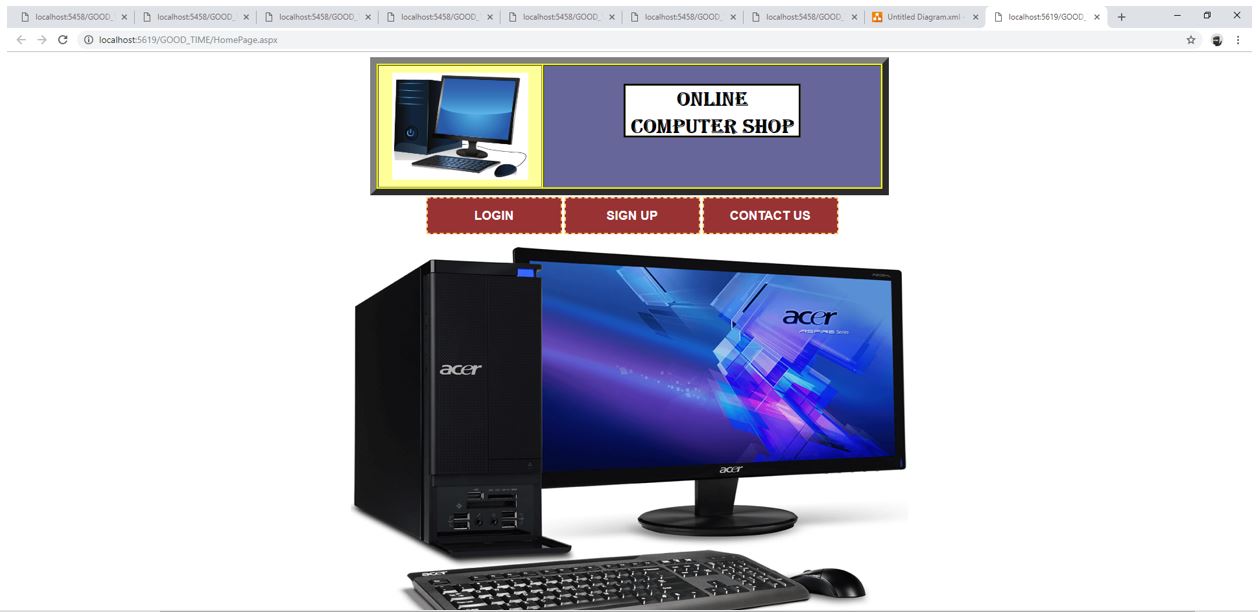 localhost:5458/GOOD_
localhost:5458/GOOD_
localhost:5458/GOOD_
localhost:5458/GOOD_
localhost:5458/GOOD_
localhost:5458/GOOD_
localhost:5458/GOOD_
Untitled Diagram.xml
localhost:5619/GOOD_
localhost:5619/GOOD_TIME/HomePage.aspx
ONLINE
COMPUTER SHOP
LOGIN
SIGN UP
CONTACT US
acer
ASPIRE Series
acer
acer
acer